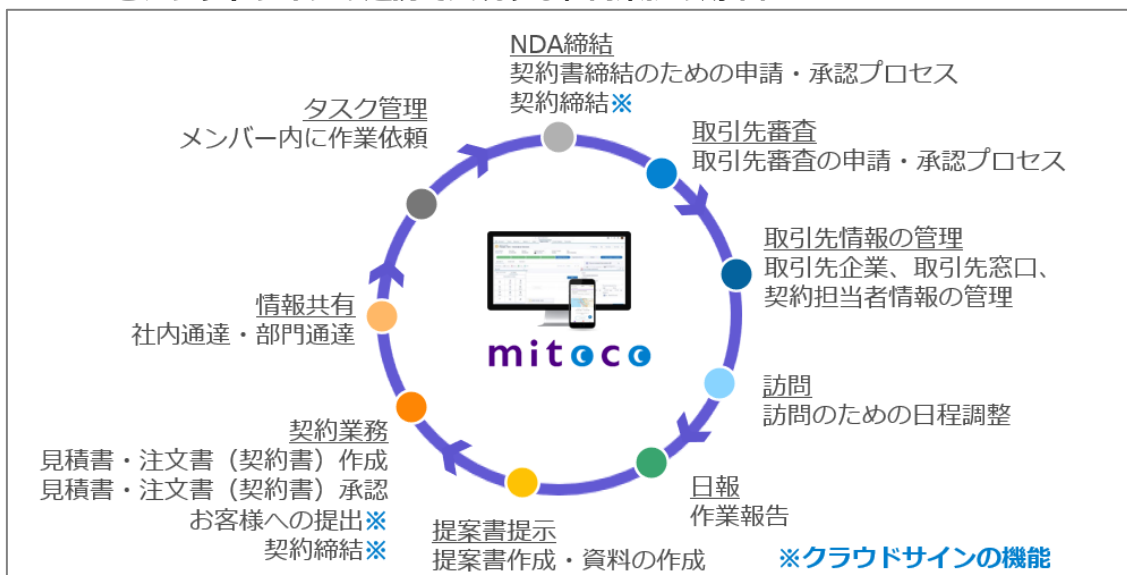 NDA締結
契約書締結のための申請・承認プロセス
契約締結※
タスク管理
メンバー内に作業依頼
取引先審査
取引先審査の申請・承認プロセス
取引先情報の管理
取引先企業、取引先窓口、
契約担当者情報の管理
情報共有
社内通達・部門通達
mitoco
訪問
訪問のための日程調整
契約業務
見積書・注文書（契約書）作成
見積書・注文書（契約書）承認
お客様への提出※
契約締結※
日報
作業報告
提案書提示
提案書作成・資料の作成
※クラウドサインの機能